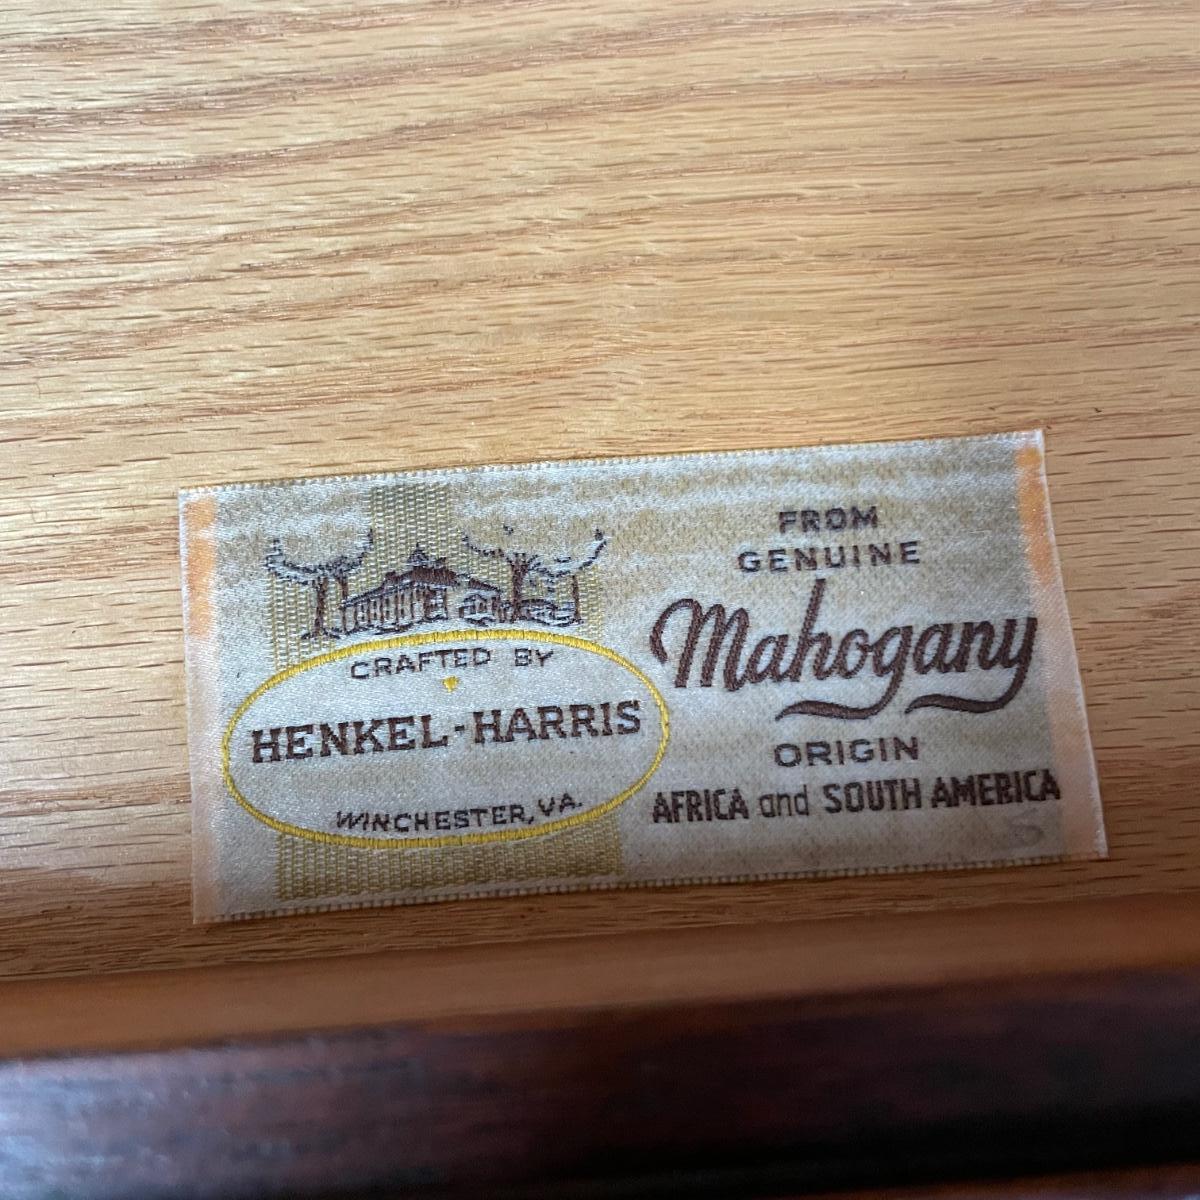 CRAFTED BY
HENKEL-HARRIS
WINCHESTER, VA.
FROM
GENUINE
Mahogany
ORIGIN
AFRICA and SOUTH AMERICA
S